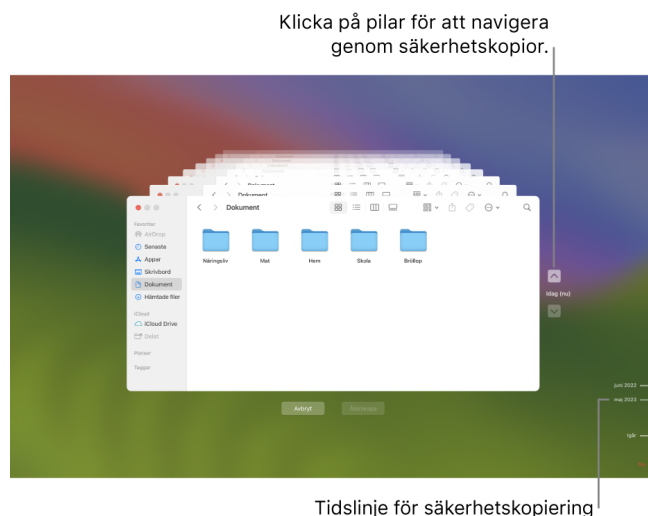 Klicka på pilar för att navigera
genom säkerhetskopior.
Dokument
Dokument
Dokument
Favoriter
AirDrop
Senaste
Appar
Skrivbord
Dokument
Hämtade filer
iCloud
iCloud Drive
Delat
Platser
Taggar
Näringsliv
Mat
Hem
Skola
Bröllop
Idag (nu)
Avbryt
Återskapa
juni 2022
maj 2023
Igår
Tidslinje för säkerhetskopiering